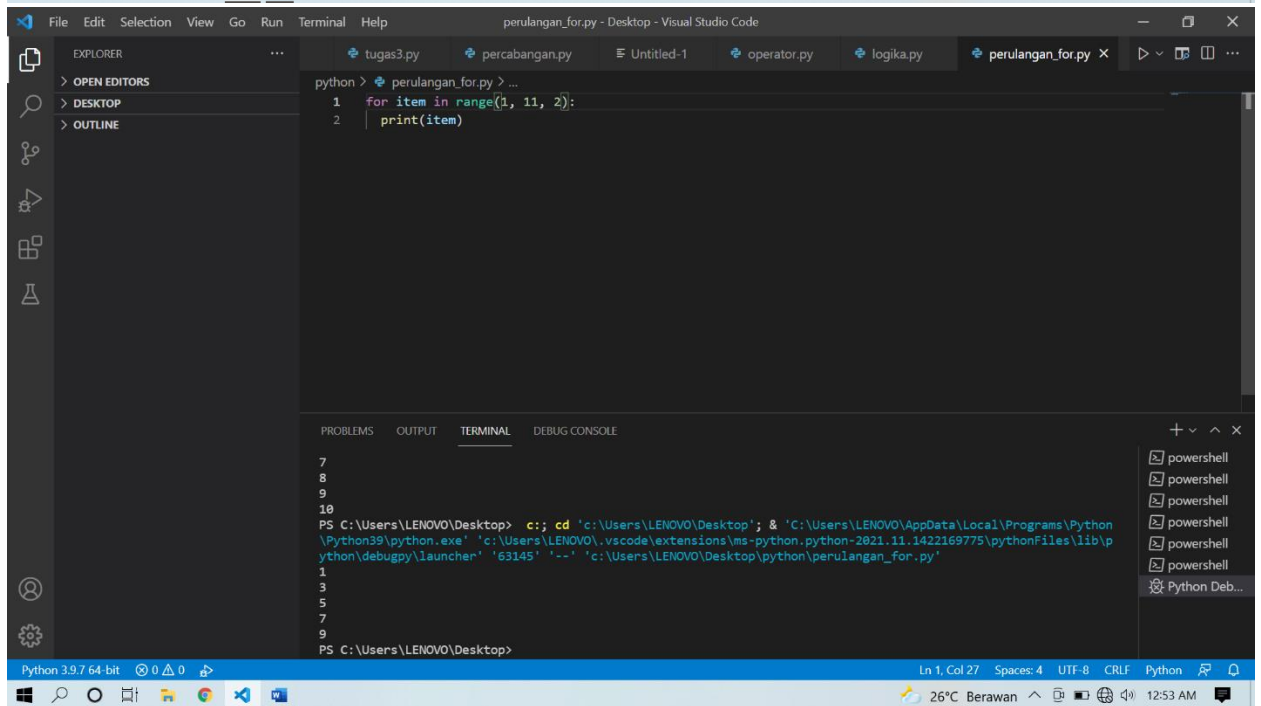 File Edit Selection View Go Run Terminal Help perulangan_for.py - Desktop - Visual Studio Code
EXPLORER ... tugas3.py percabangan.py Untitled-1 operator.py logika.py perulangan_for.py
OPEN EDITORS
DESKTOP
OUTLINE
python > perulangan_for.py > ...
1 for item in range(1, 11, 2):
2 print(item)
PROBLEMS OUTPUT TERMINAL DEBUG CONSOLE
7
8
9
10
PS C:\Users\LENOVO\Desktop> c:; cd 'c:\Users\LENOVO\Desktop'; & 'C:\Users\LENOVO\AppData\Local\Programs\Python
\Python39\python.exe' 'c:\Users\LENOVO\.vscode\extensions\ms-python.python-2021.11.1422169775\pythonFiles\lib\p
ython\debugpy\launcher' '63145' '--' 'c:\Users\LENOVO\Desktop\python\perulangan_for.py'
1
3
5
7
9
PS C:\Users\LENOVO\Desktop>
powershell
powershell
powershell
powershell
powershell
powershell
Python Deb...
Python 3.9.7 64-bit 0 0 Ln 1, Col 27 Spaces: 4 UTF-8 CRLF Python
26°C Berawan 12:53 AM